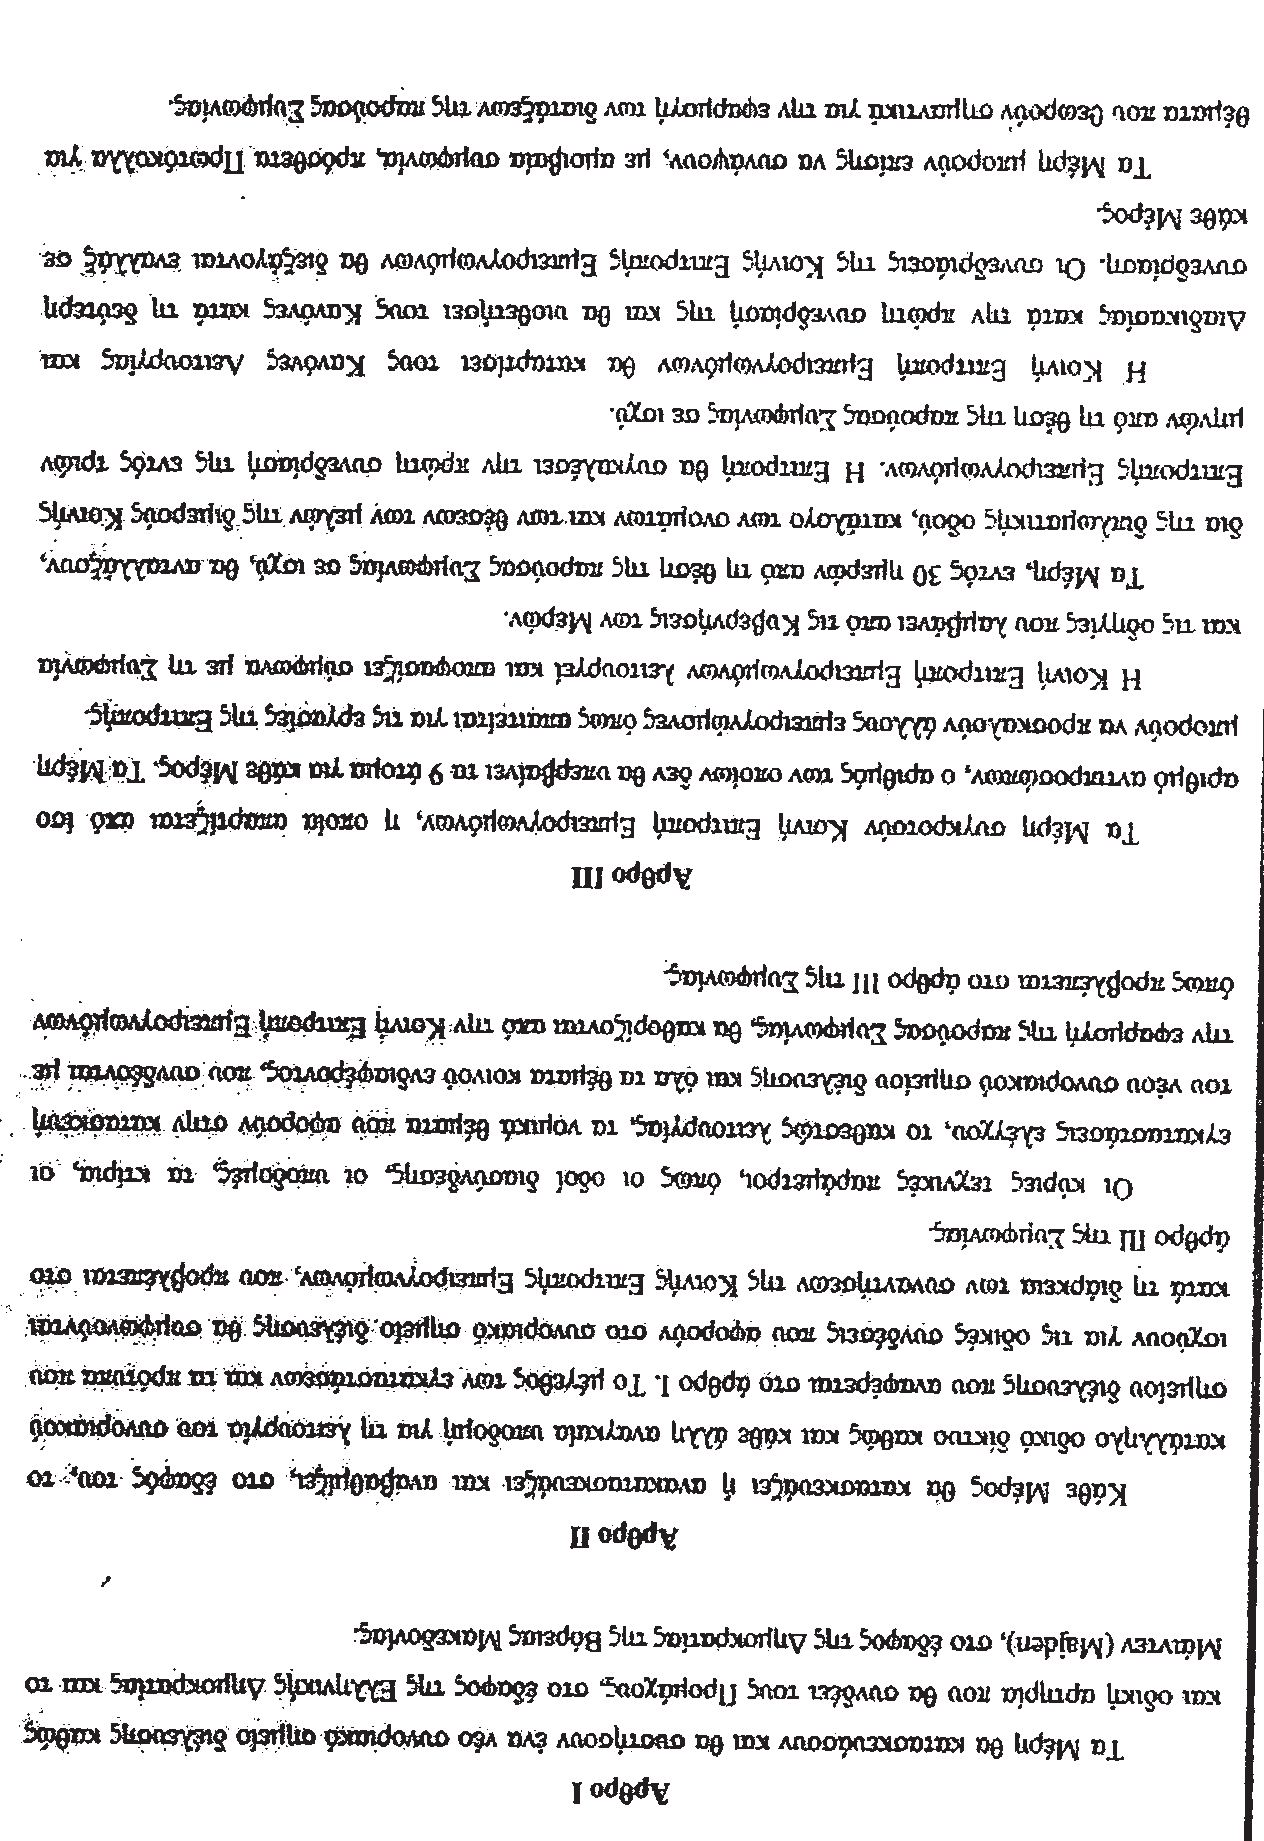 Άρθρο I
Τα Μέρη θα κατασκευάσουν και θα συστήσουν ένα νέο συνοριακό σημείο διέλευσης καθώς
και οδική αρτηρία που θα συνδέει τους Προμάχους, στο έδαφος της Ελληνικής Δημοκρατίας και το
Μάιντεν (Majden), στο έδαφος της Δημοκρατίας της Βόρειας Μακεδονίας.
Άρθρο II
Κάθε Μέρος θα κατασκευάζει ή ανακατασκευάζει και αναβαθμίζει, στο έδαφός του, το
κατάλληλο οδικό δίκτυο καθώς και κάθε άλλη αναγκαία υποδομή για τη λειτουργία του συνοριακού
σημείου διέλευσης που αναφέρεται στο άρθρο I. Το μέγεθος των εγκαταστάσεων και τα πρότυπα που
ισχύουν για τις οδικές συνδέσεις που αφορούν στο συνοριακό σημείο διέλευσης θα συμφωνούνται
κατά τη διάρκεια των συναντήσεων της Κοινής Επιτροπής Εμπειρογνωμόνων, που προβλέπεται στο
άρθρο III της Συμφωνίας.
Οι κύριες τεχνικές παράμετροι, όπως οι οδοί διασύνδεσης, οι υποδομές, τα κτίρια, οι
εγκαταστάσεις ελέγχου, το καθεστώς λειτουργίας, τα νομικά θέματα που αφορούν στην κατασκευή
του νέου συνοριακού σημείου διέλευσης και όλα τα θέματα κοινού ενδιαφέροντος, που συνδέονται με
την εφαρμογή της παρούσας Συμφωνίας, θα καθορίζονται από την Κοινή Επιτροπή Εμπειρογνωμόνων
όπως προβλέπεται στο άρθρο III της Συμφωνίας.
Άρθρο III
Τα Μέρη συγκροτούν Κοινή Επιτροπή Εμπειρογνωμόνων, η οποία απαρτίζεται από ίσο
αριθμό αντιπροσώπων, ο αριθμός των οποίων δεν θα υπερβαίνει τα 9 άτομα για κάθε Μέρος. Τα Μέρη
μπορούν να προσκαλούν άλλους εμπειρογνώμονες όπως απαιτείται για τις εργασίες της Επιτροπής.
Η Κοινή Επιτροπή Εμπειρογνωμόνων λειτουργεί και αποφασίζει σύμφωνα με τη Συμφωνία
και τις οδηγίες που λαμβάνει από τις Κυβερνήσεις των Μερών.
Τα Μέρη, εντός 30 ημερών από τη θέση της παρούσας Συμφωνίας σε ισχύ, θα ανταλλάξουν,
δια της διπλωματικής οδού, κατάλογο των ονομάτων και των θέσεων των μελών της διμερούς Κοινής
Επιτροπής Εμπειρογνωμόνων. Η Επιτροπή θα συγκαλέσει την πρώτη συνεδρίαση της εντός τριών
μηνών από τη θέση της παρούσας Συμφωνίας σε ισχύ.
Η Κοινή Επιτροπή Εμπειρογνωμόνων θα καταρτίσει τους Κανόνες Λειτουργίας και
Διαδικασίας κατά την πρώτη συνεδρίασή της και θα υιοθετήσει τους Κανόνες κατά τη δεύτερη
συνεδρίαση. Οι συνεδριάσεις της Κοινής Επιτροπής Εμπειρογνωμόνων θα διεξάγονται εναλλάξ σε
κάθε Μέρος.
Τα Μέρη μπορούν επίσης να συνάψουν, με αμοιβαία συμφωνία, πρόσθετα Πρωτόκολλα για
θέματα που θεωρούν σημαντικά για την εφαρμογή των διατάξεων της παρούσας Συμφωνίας.